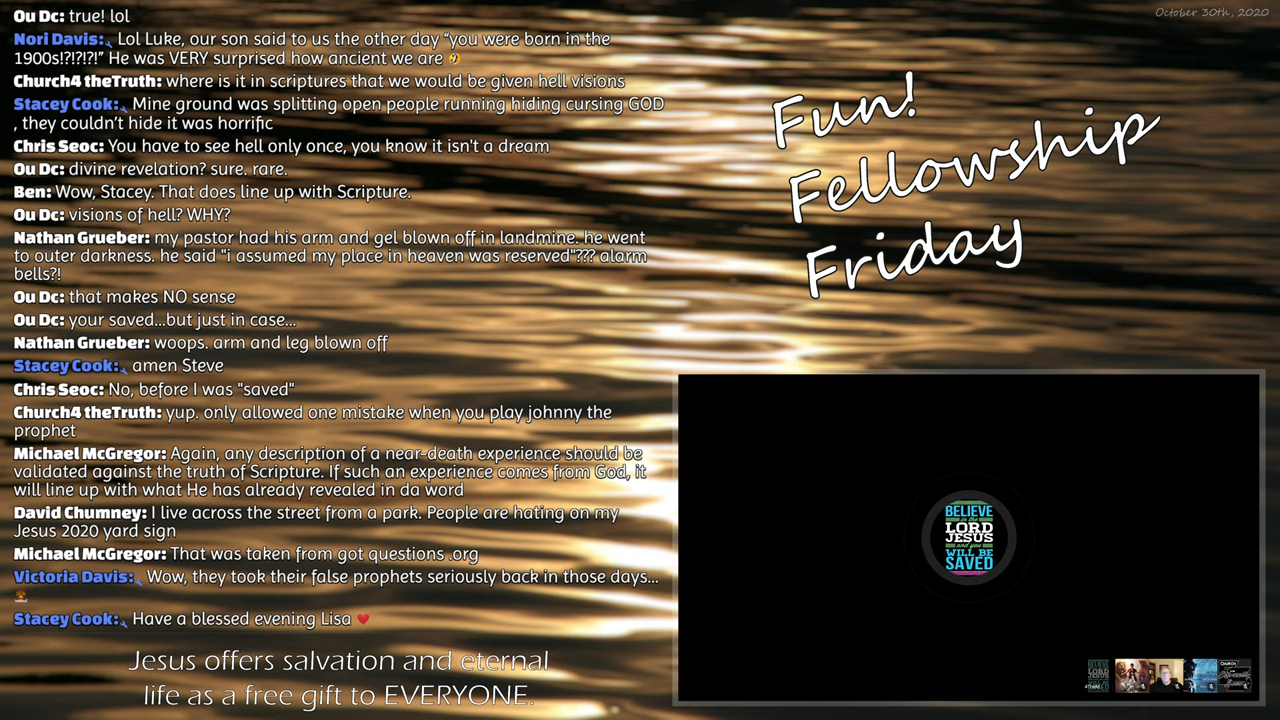 Ou Dc: true! lol
Nori Davis: Lol Luke, our son said to us the other day “you were born in the
1900s!?!?!?!” He was VERY surprised how ancient we are 🤣
Church4 theTruth: where is it in scriptures that we would be given hell visions
Stacey Cook: Mine ground was splitting open people running hiding cursing GOD
, they couldn’t hide it was horrific
Chris Seoc: You have to see hell only once, you know it isn't a dream
Ou Dc: divine revelation? sure. rare.
Ben: Wow, Stacey. That does line up with Scripture.
Ou Dc: visions of hell? WHY?
Nathan Grueber: my pastor had his arm and gel blown off in landmine. he went
to outer darkness. he said "i assumed my place in heaven was reserved"??? alarm
bells?!
Ou Dc: that makes NO sense
Ou Dc: your saved...but just in case...
Nathan Grueber: woops. arm and leg blown off
Stacey Cook: amen Steve
Chris Seoc: No, before I was "saved"
Church4 theTruth: yup. only allowed one mistake when you play johnny the
prophet
Michael McGregor: Again, any description of a near-death experience should be
validated against the truth of Scripture. If such an experience comes from God, it
will line up with what He has already revealed in da word
David Chumney: I live across the street from a park. People are hating on my
Jesus 2020 yard sign
Michael McGregor: That was taken from got questions .org
Victoria Davis: Wow, they took their false prophets seriously back in those days...
Stacey Cook: Have a blessed evening Lisa ❤️
Jesus offers salvation and eternal
life as a free gift to EVERYONE.
October 30th, 2020
Fun!
Fellowship
Friday
BELIEVE
in the
LORD
JESUS
and you
WILL BE
SAVED